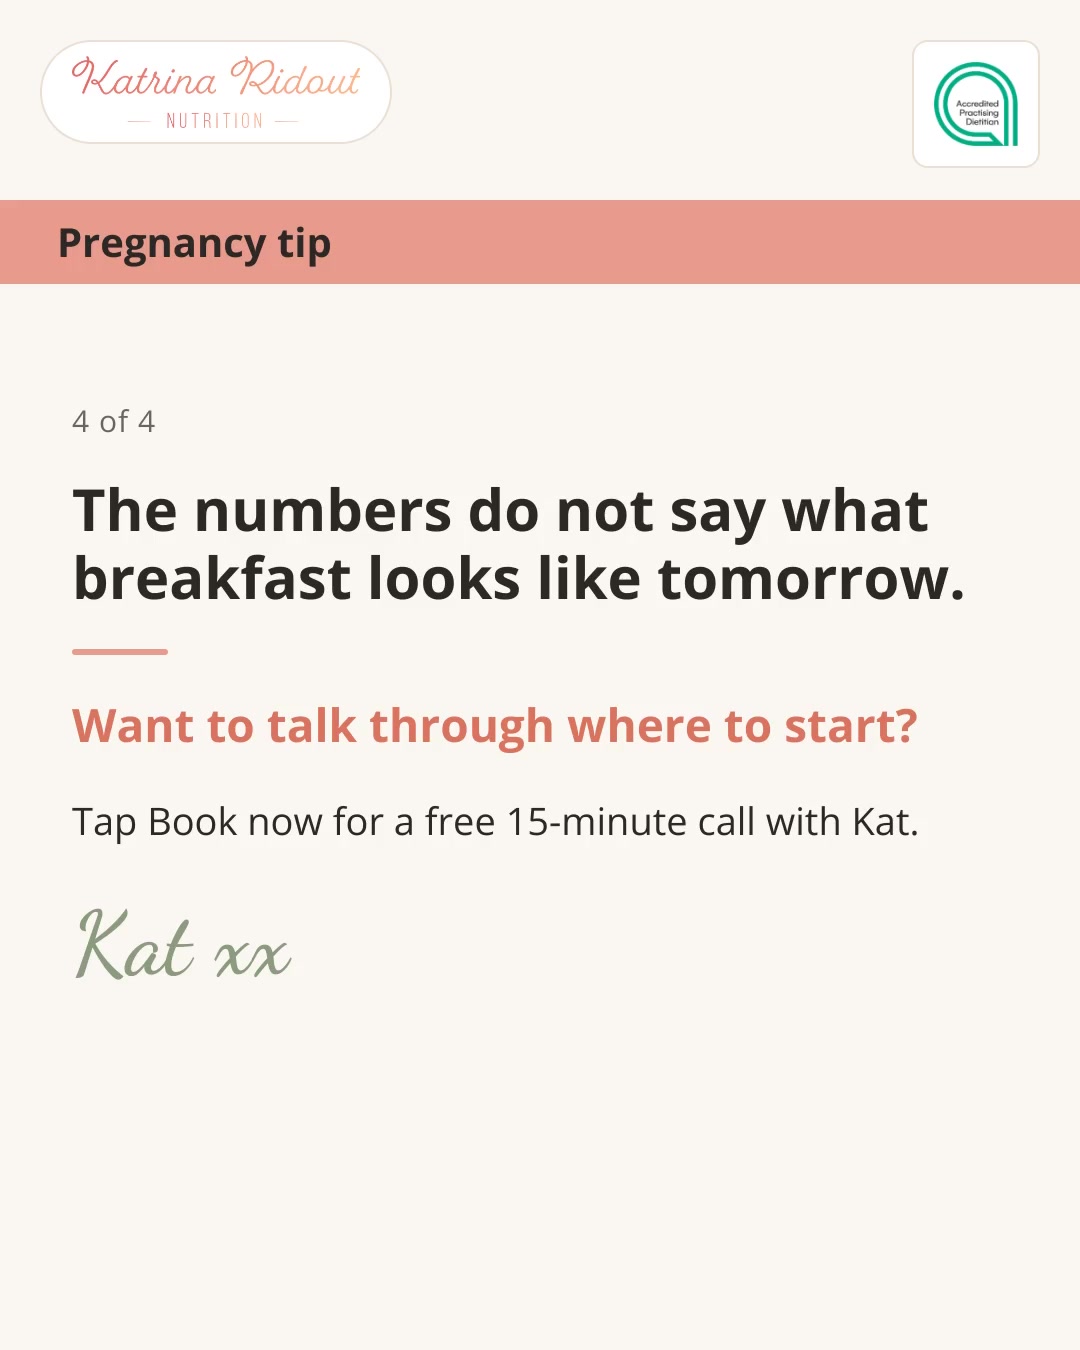 Katrina Ridout
NUTRITION
Accredited
Practising
Dietitian
Pregnancy tip
4 of 4
The numbers do not say what
breakfast looks like tomorrow.
Want to talk through where to start?
Tap Book now for a free 15-minute call with Kat.
Kat xx